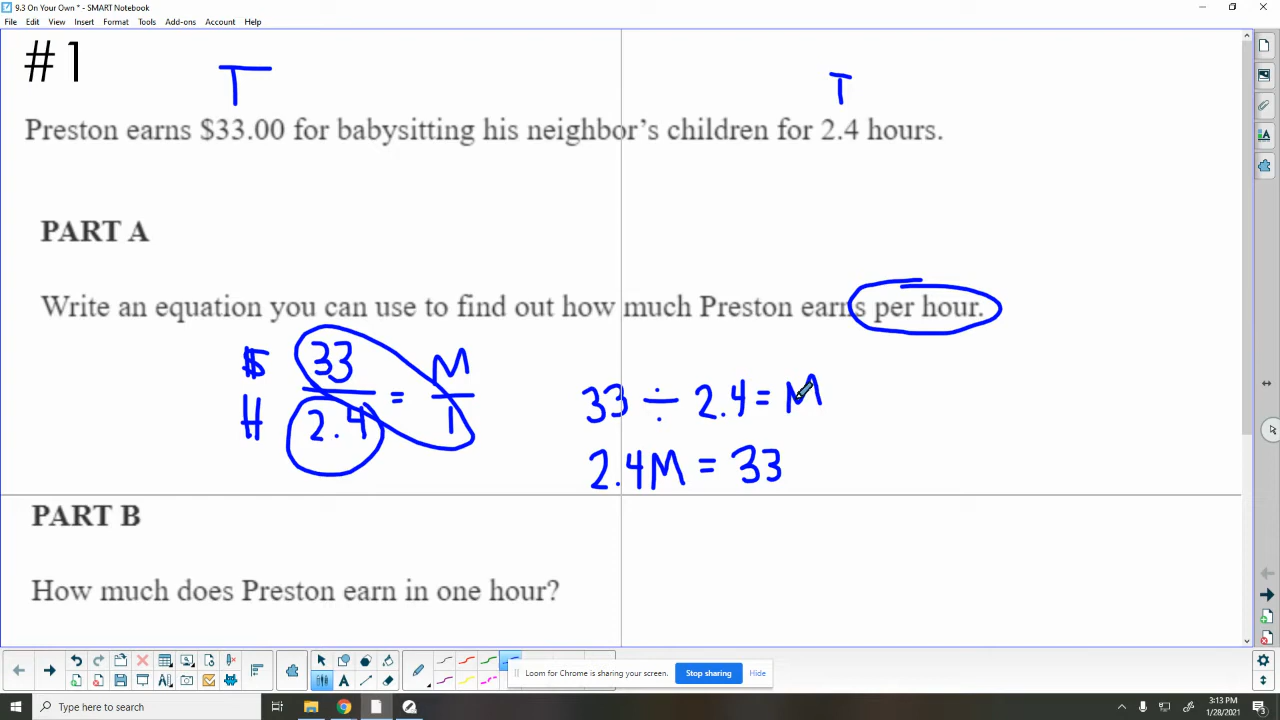 9.3 On Your Own * - SMART Notebook
File Edit View Insert Format Tools Add-ons Account Help
#1
T T
Preston earns $33.00 for babysitting his neighbor's children for 2.4 hours.
PART A
Write an equation you can use to find out how much Preston earns per hour.
$ 33 = M
H 2.4 1
33 ÷ 2.4 = M
2.4M = 33
PART B
How much does Preston earn in one hour?
Loom for Chrome is sharing your screen. Stop sharing Hide
Type here to search
3:13 PM
1/28/2021